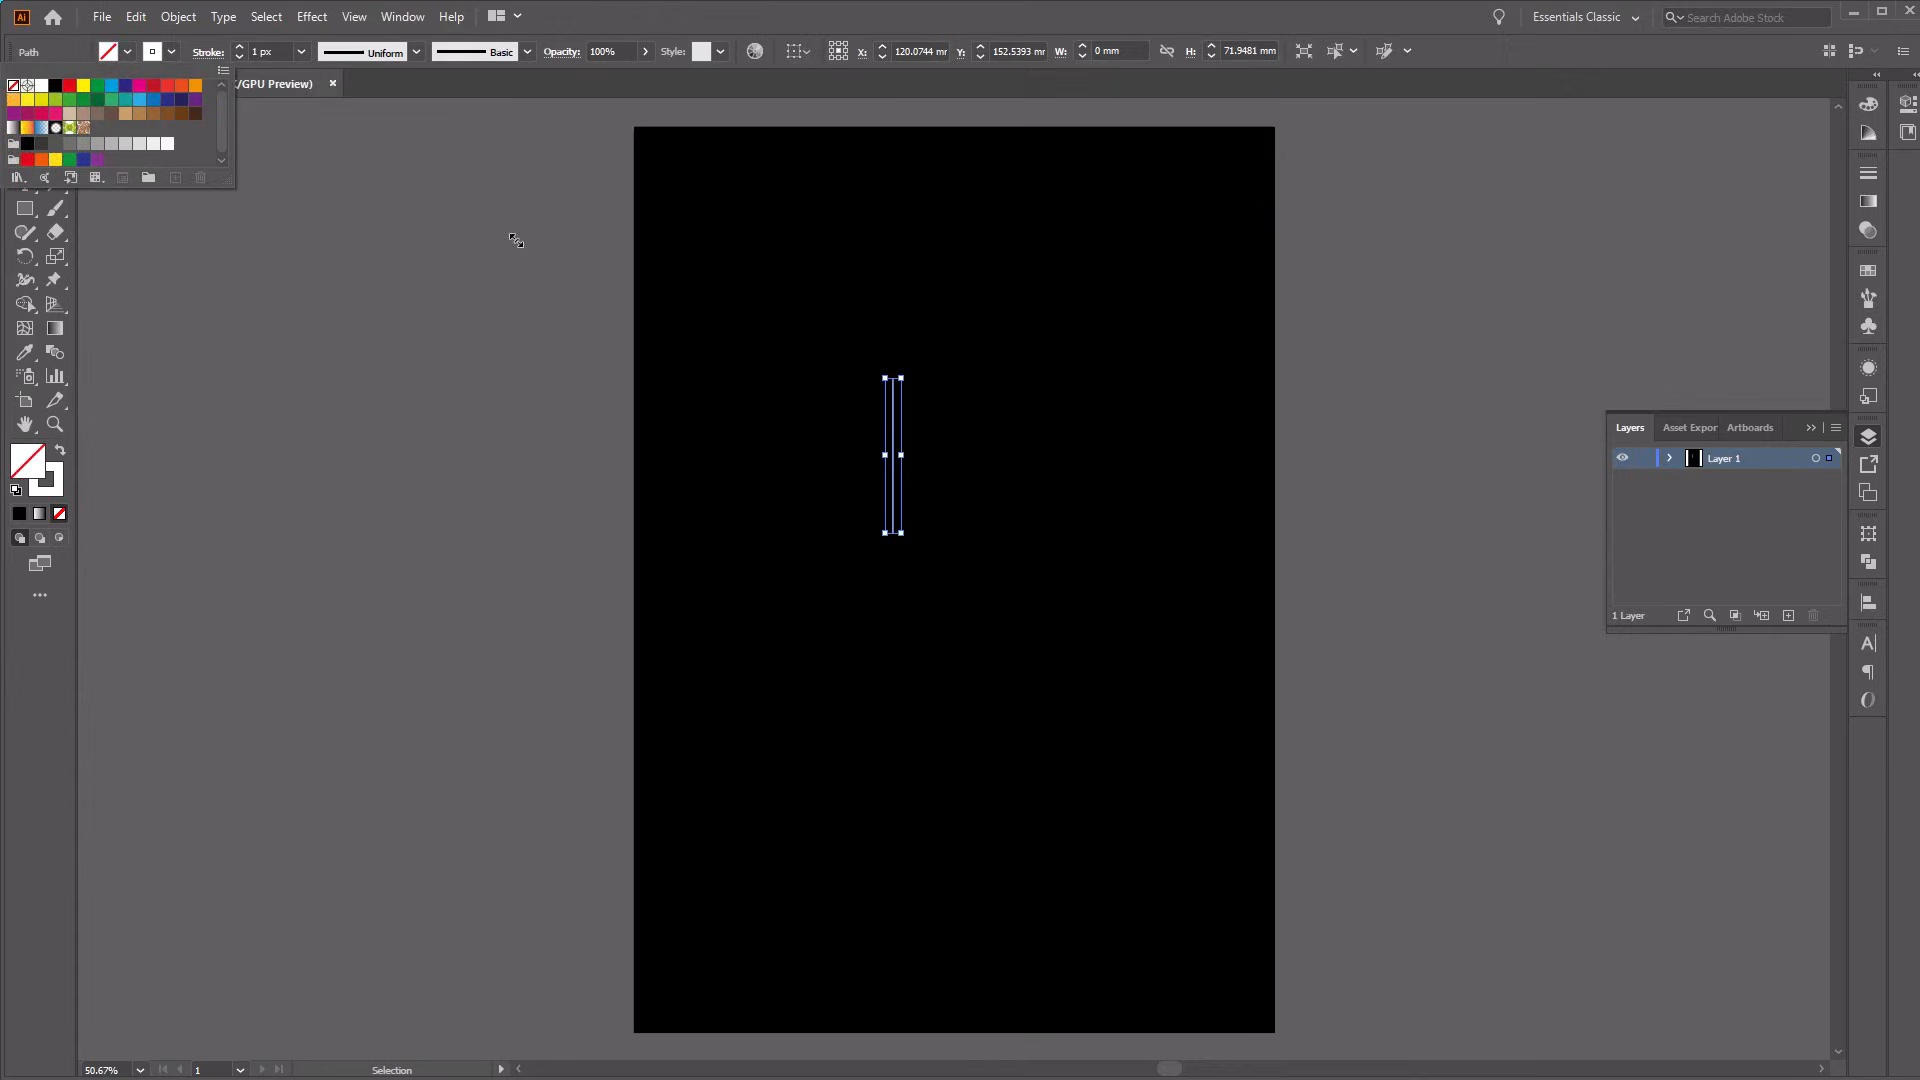 Ai File Edit Object Type Select Effect View Window Help Essentials Classic Search Adobe Stock
Path Stroke: 1 px Uniform Basic Opacity: 100% Style: X: 120.0744 mr Y: 152.5393 mr W: 0 mm H: 71.9481 mm
/GPU Preview) ×
Layers Asset Expor Artboards
Layer 1
1 Layer
50.67% 1 Selection